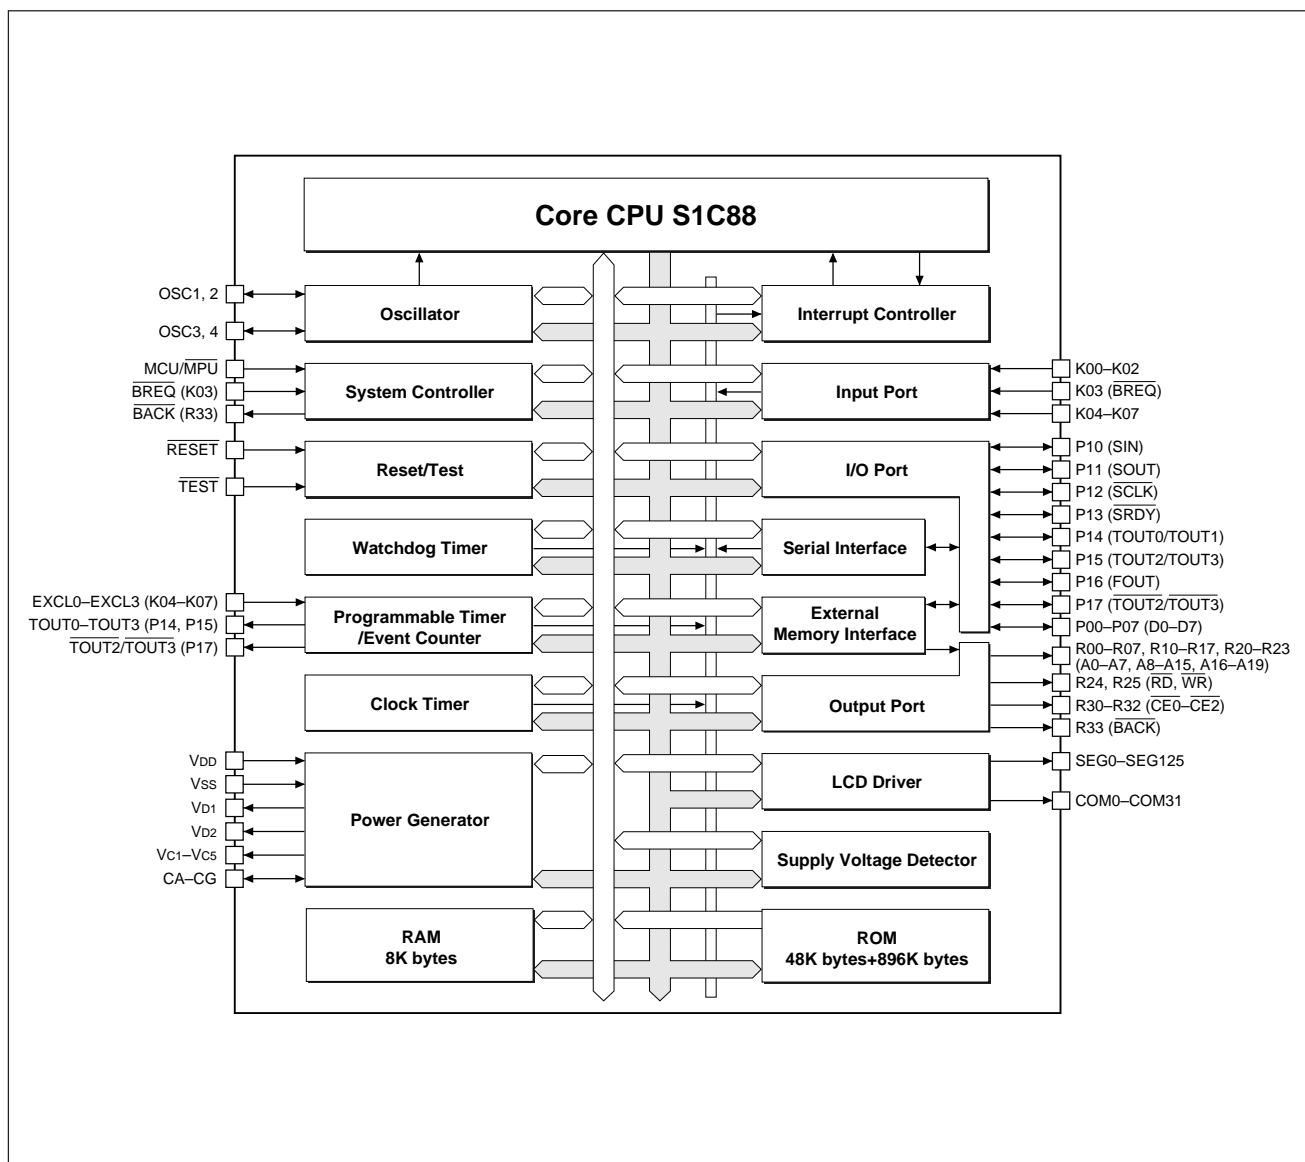 Core CPU S1C88
OSC1, 2
OSC3, 4
Oscillator
Interrupt Controller
MCU/MPU
BREQ (K03)
BACK (R33)
System Controller
Input Port
K00–K02
K03 (BREQ)
K04–K07
RESET
TEST
Reset/Test
I/O Port
P10 (SIN)
P11 (SOUT)
P12 (SCLK)
P13 (SRDY)
P14 (TOUT0/TOUT1)
P15 (TOUT2/TOUT3)
P16 (FOUT)
P17 (TOUT2/TOUT3)
P00–P07 (D0–D7)
Watchdog Timer
Serial Interface
EXCL0–EXCL3 (K04–K07)
TOUT0–TOUT3 (P14, P15)
TOUT2/TOUT3 (P17)
Programmable Timer
/Event Counter
External
Memory Interface
R00–R07, R10–R17, R20–R23
(A0–A7, A8–A15, A16–A19)
R24, R25 (RD, WR)
R30–R32 (CE0–CE2)
R33 (BACK)
Clock Timer
Output Port
VDD
VSS
VD1
VD2
VC1–VC5
CA–CG
Power Generator
LCD Driver
SEG0–SEG125
COM0–COM31
Supply Voltage Detector
RAM
8K bytes
ROM
48K bytes+896K bytes